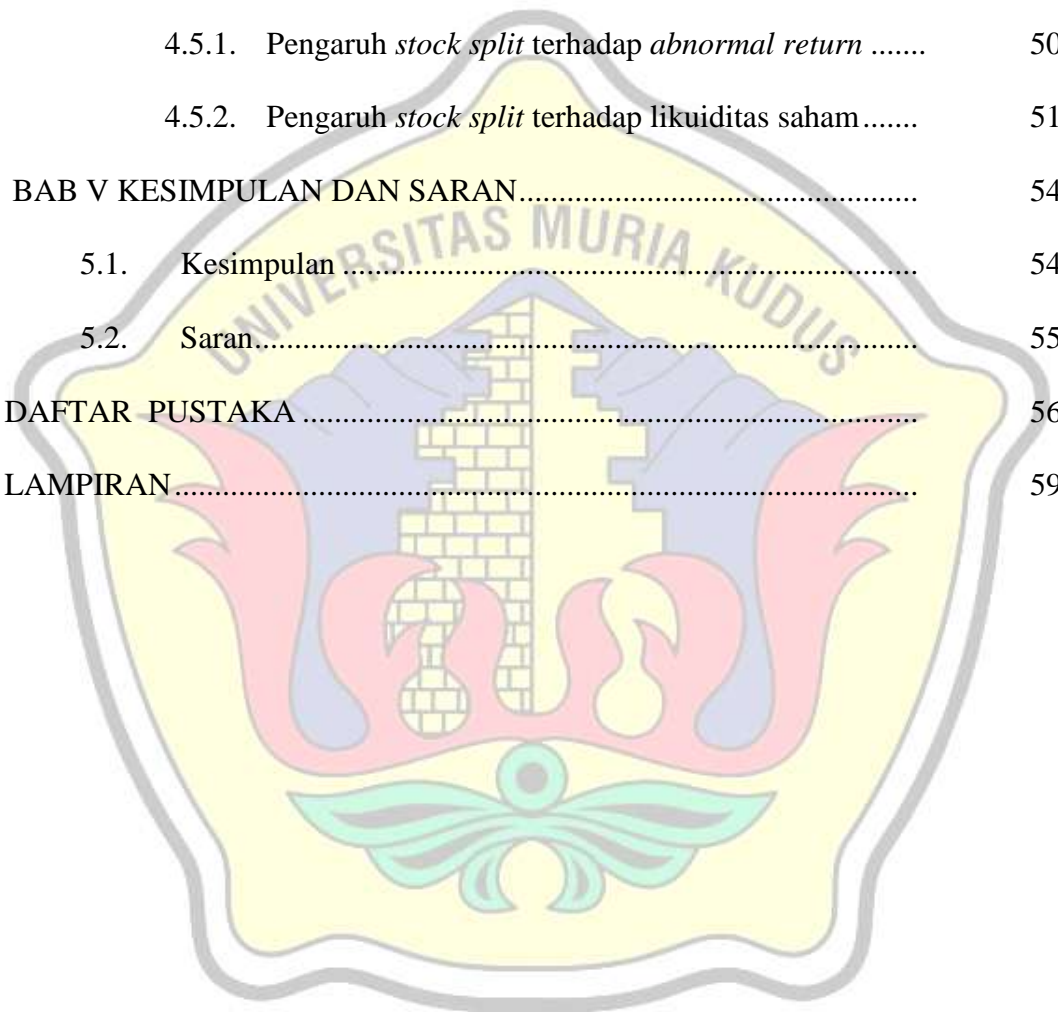 4.5.1. Pengaruh stock split terhadap abnormal return ....... 50
4.5.2. Pengaruh stock split terhadap likuiditas saham ....... 51
BAB V KESIMPULAN DAN SARAN ........................................ 54
5.1. Kesimpulan ........................................................................ 54
5.2. Saran ................................................................................... 55
DAFTAR PUSTAKA ............................................................................. 56
LAMPIRAN ............................................................................................. 59
UNIVERSITAS MURIA KUDUS